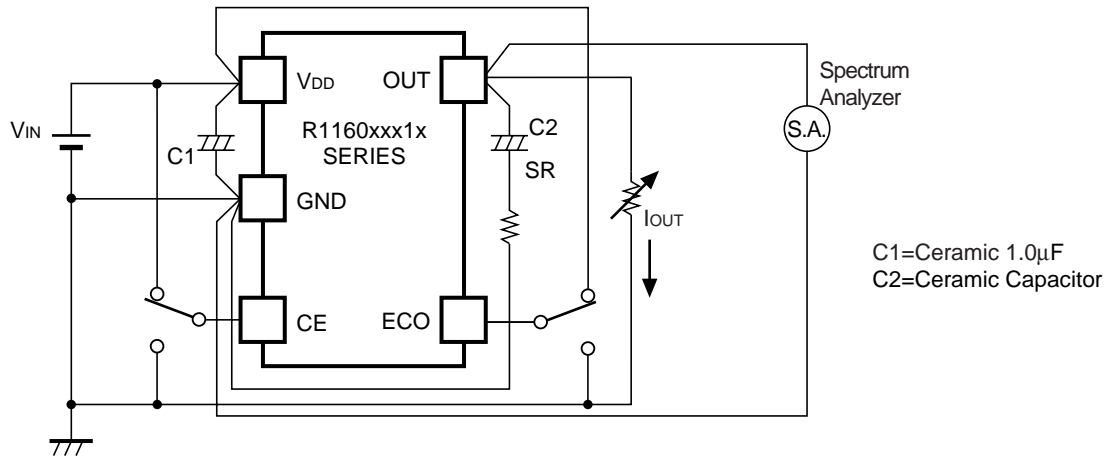 VDD
OUT
Spectrum
Analyzer
VIN
R1160xxx1x
SERIES
C1
C2
S.A.
SR
GND
IOUT
C1=Ceramic 1.0μF
C2=Ceramic Capacitor
CE
ECO